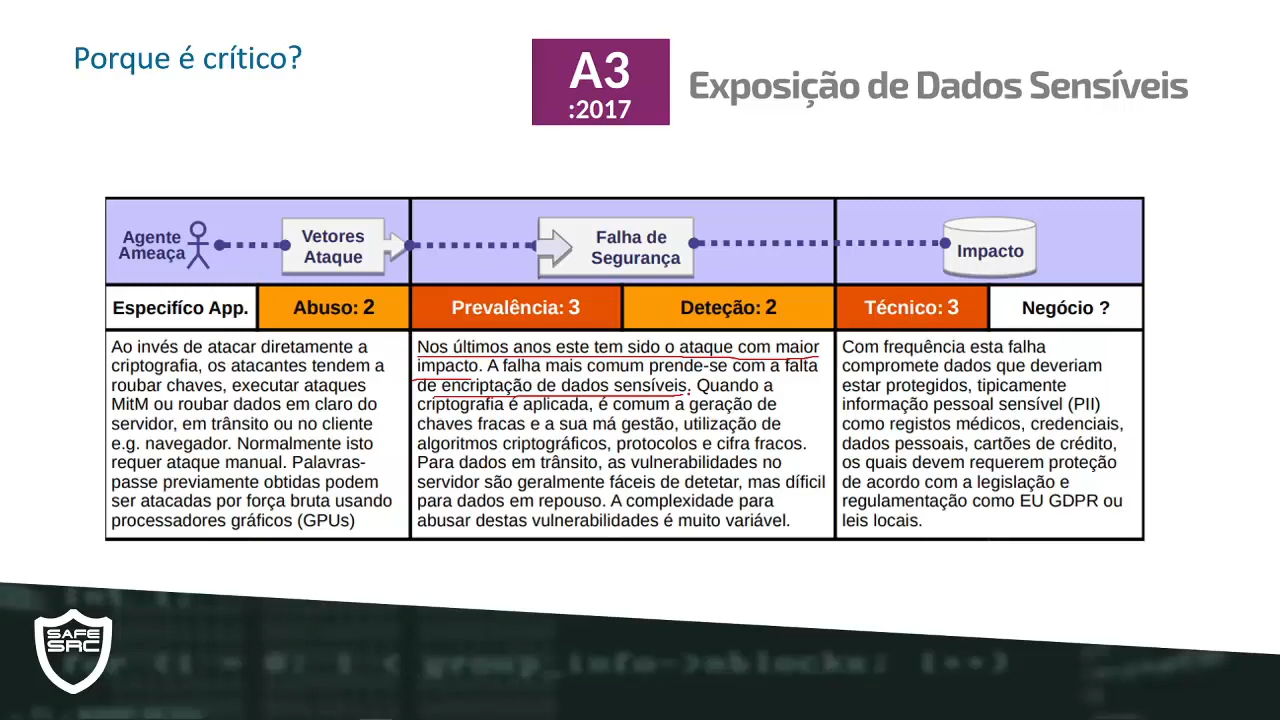 Porque é crítico?
A3
:2017
Exposição de Dados Sensíveis
Agente
Ameaça
Vetores
Ataque
Falha de
Segurança
Impacto
Especifíco App.
Abuso: 2
Prevalência: 3
Deteção: 2
Técnico: 3
Negócio ?
Ao invés de atacar diretamente a
criptografia, os atacantes tendem a
roubar chaves, executar ataques
MitM ou roubar dados em claro do
servidor, em trânsito ou no cliente
e.g. navegador. Normalmente isto
requer ataque manual. Palavras-
passe previamente obtidas podem
ser atacadas por força bruta usando
processadores gráficos (GPUs)
Nos últimos anos este tem sido o ataque com maior
impacto. A falha mais comum prende-se com a falta
de encriptação de dados sensíveis. Quando a
criptografia é aplicada, é comum a geração de
chaves fracas e a sua má gestão, utilização de
algoritmos criptográficos, protocolos e cifra fracos.
Para dados em trânsito, as vulnerabilidades no
servidor são geralmente fáceis de detetar, mas difícil
para dados em repouso. A complexidade para
abusar destas vulnerabilidades é muito variável.
Com frequência esta falha
compromete dados que deveriam
estar protegidos, tipicamente
informação pessoal sensível (PII)
como registos médicos, credenciais,
dados pessoais, cartões de crédito,
os quais devem requerem proteção
de acordo com a legislação e
regulamentação como EU GDPR ou
leis locais.
SAFE
SRC
for (i = 0; i < group_info->nblocks; i++)